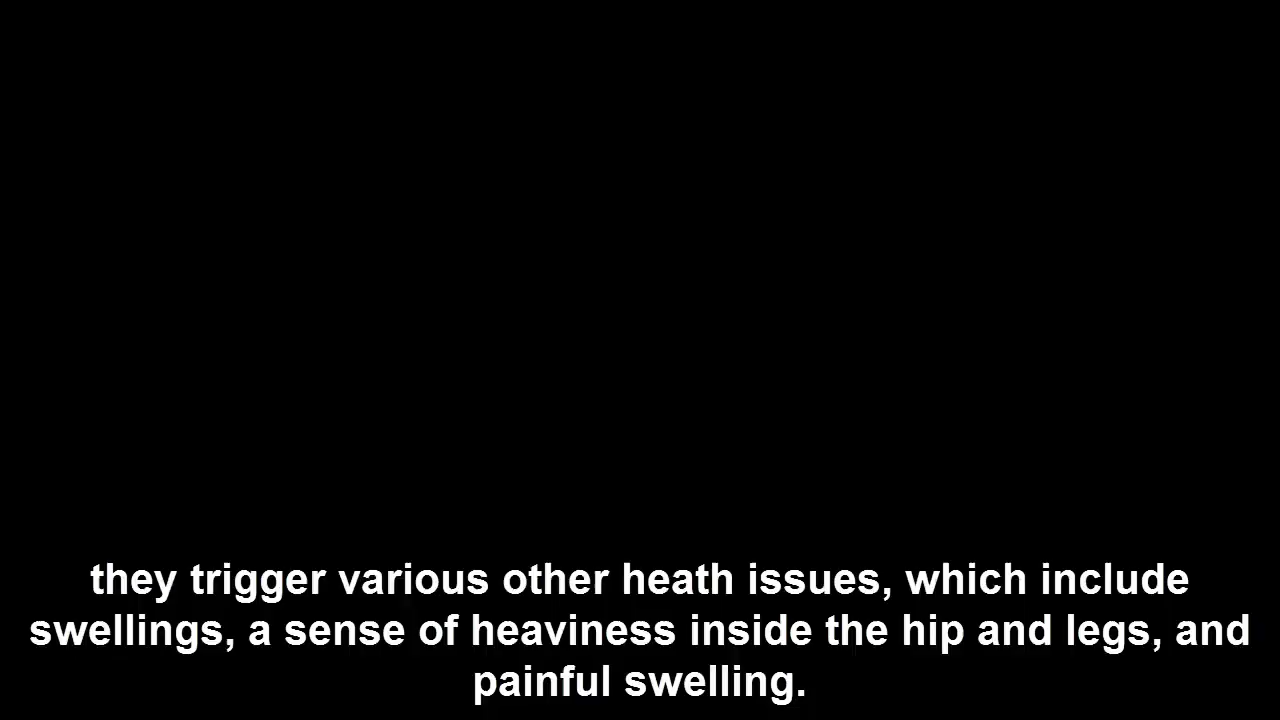 they trigger various other heath issues, which include
swellings, a sense of heaviness inside the hip and legs, and
painful swelling.